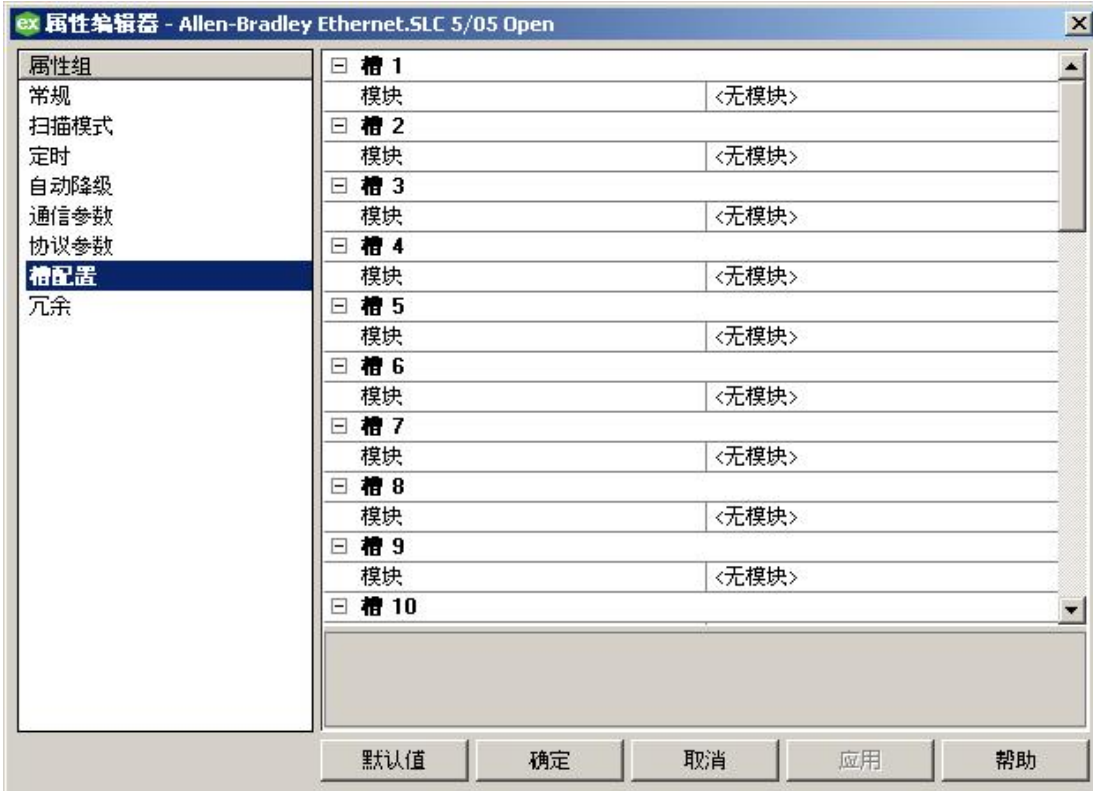 ex 属性编辑器 - Allen-Bradley Ethernet.SLC 5/05 Open
属性组
常规
扫描模式
定时
自动降级
通信参数
协议参数
槽配置
冗余
槽 1
模块 <无模块>
槽 2
模块 <无模块>
槽 3
模块 <无模块>
槽 4
模块 <无模块>
槽 5
模块 <无模块>
槽 6
模块 <无模块>
槽 7
模块 <无模块>
槽 8
模块 <无模块>
槽 9
模块 <无模块>
槽 10
默认值 确定 取消 应用 帮助